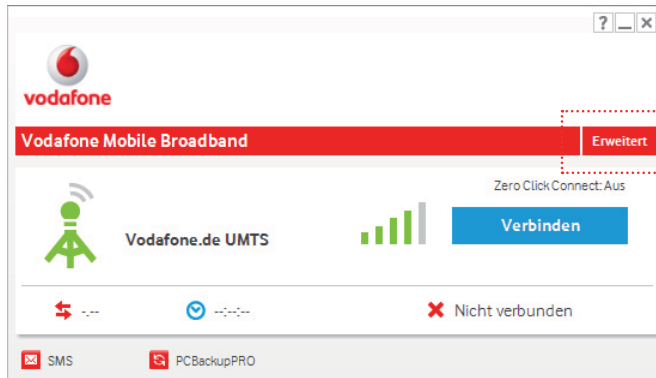 ? _ ×
vodafone
Vodafone Mobile Broadband
Erweitert
Zero Click Connect: Aus
Vodafone.de UMTS
Verbinden
-.--
--:--:--
Nicht verbunden
SMS
PCBackupPRO